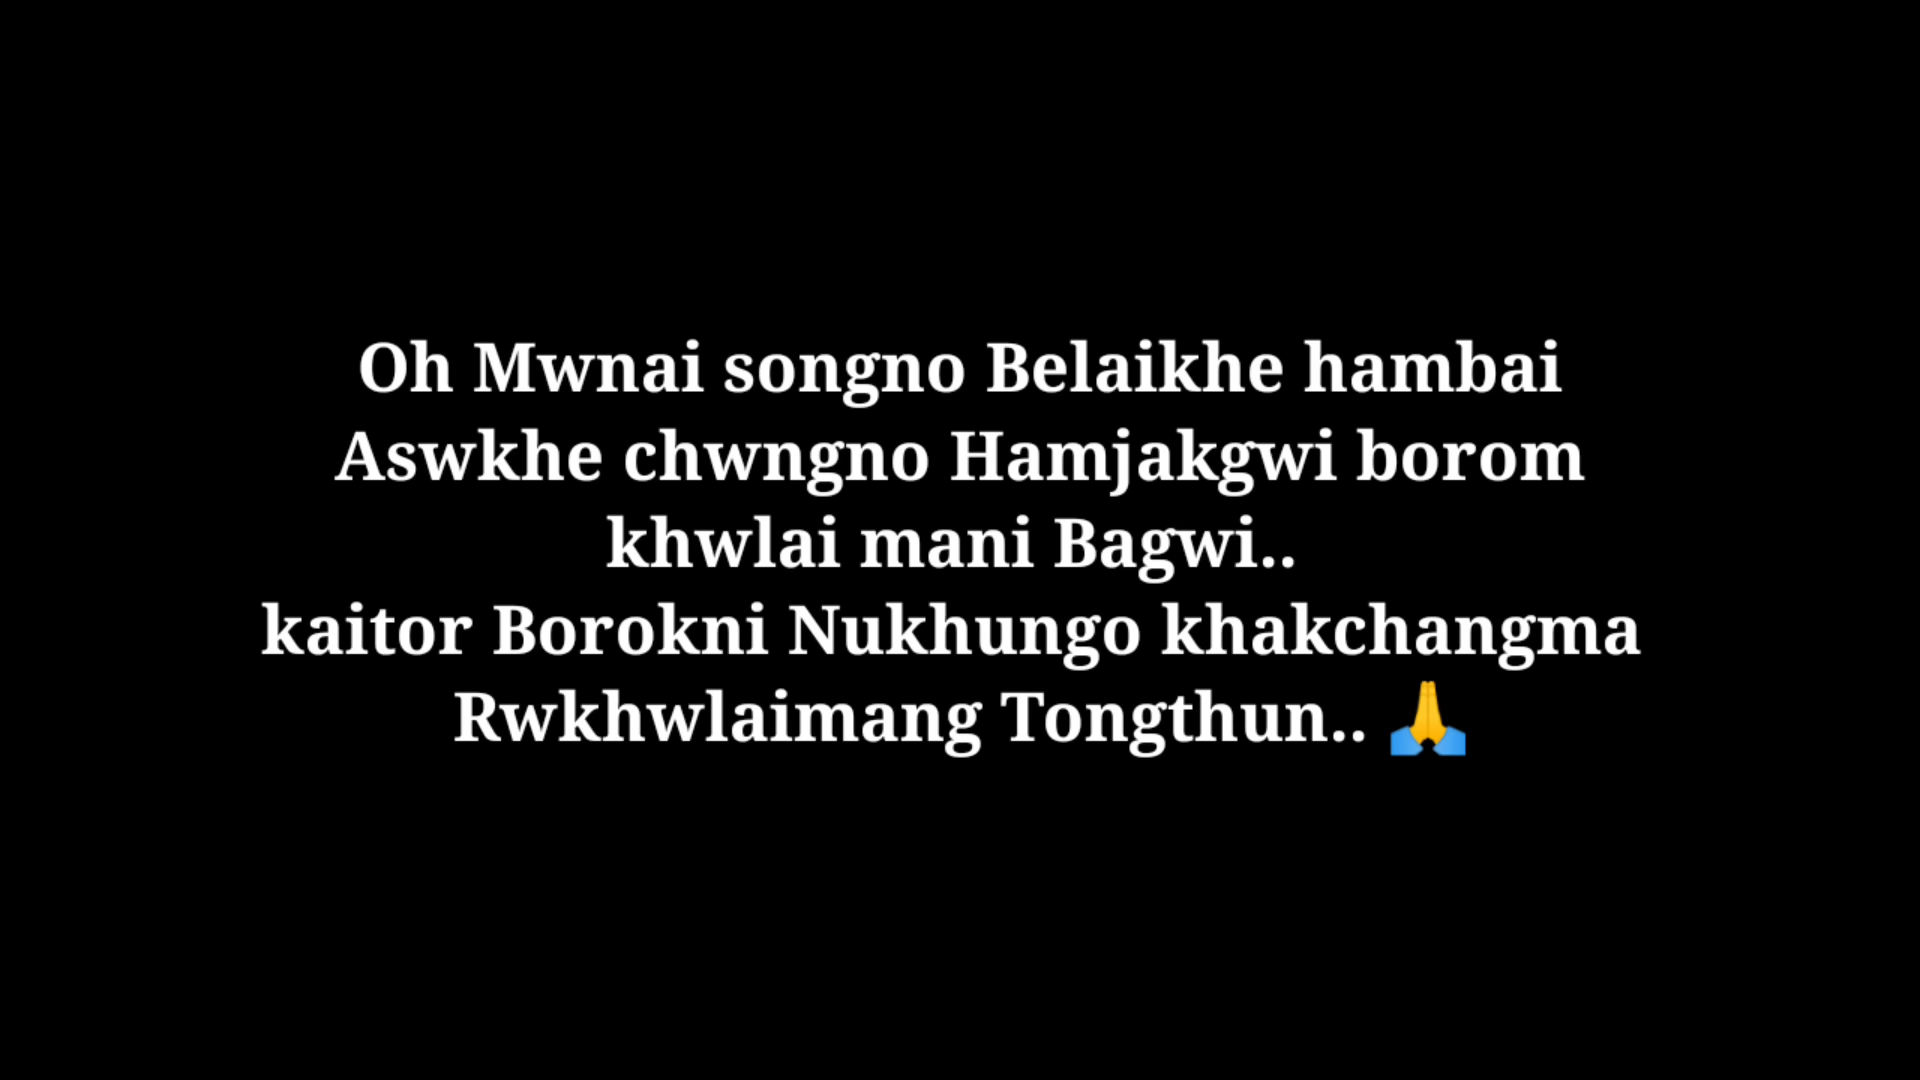 Oh Mwnai songno Belaikhe hambai
Aswkhe chwngno Hamjakgwi borom
khwlai mani Bagwi..
kaitor Borokni Nukhungo khakchangma
Rwkhwlaimang Tongthun.. 🙏